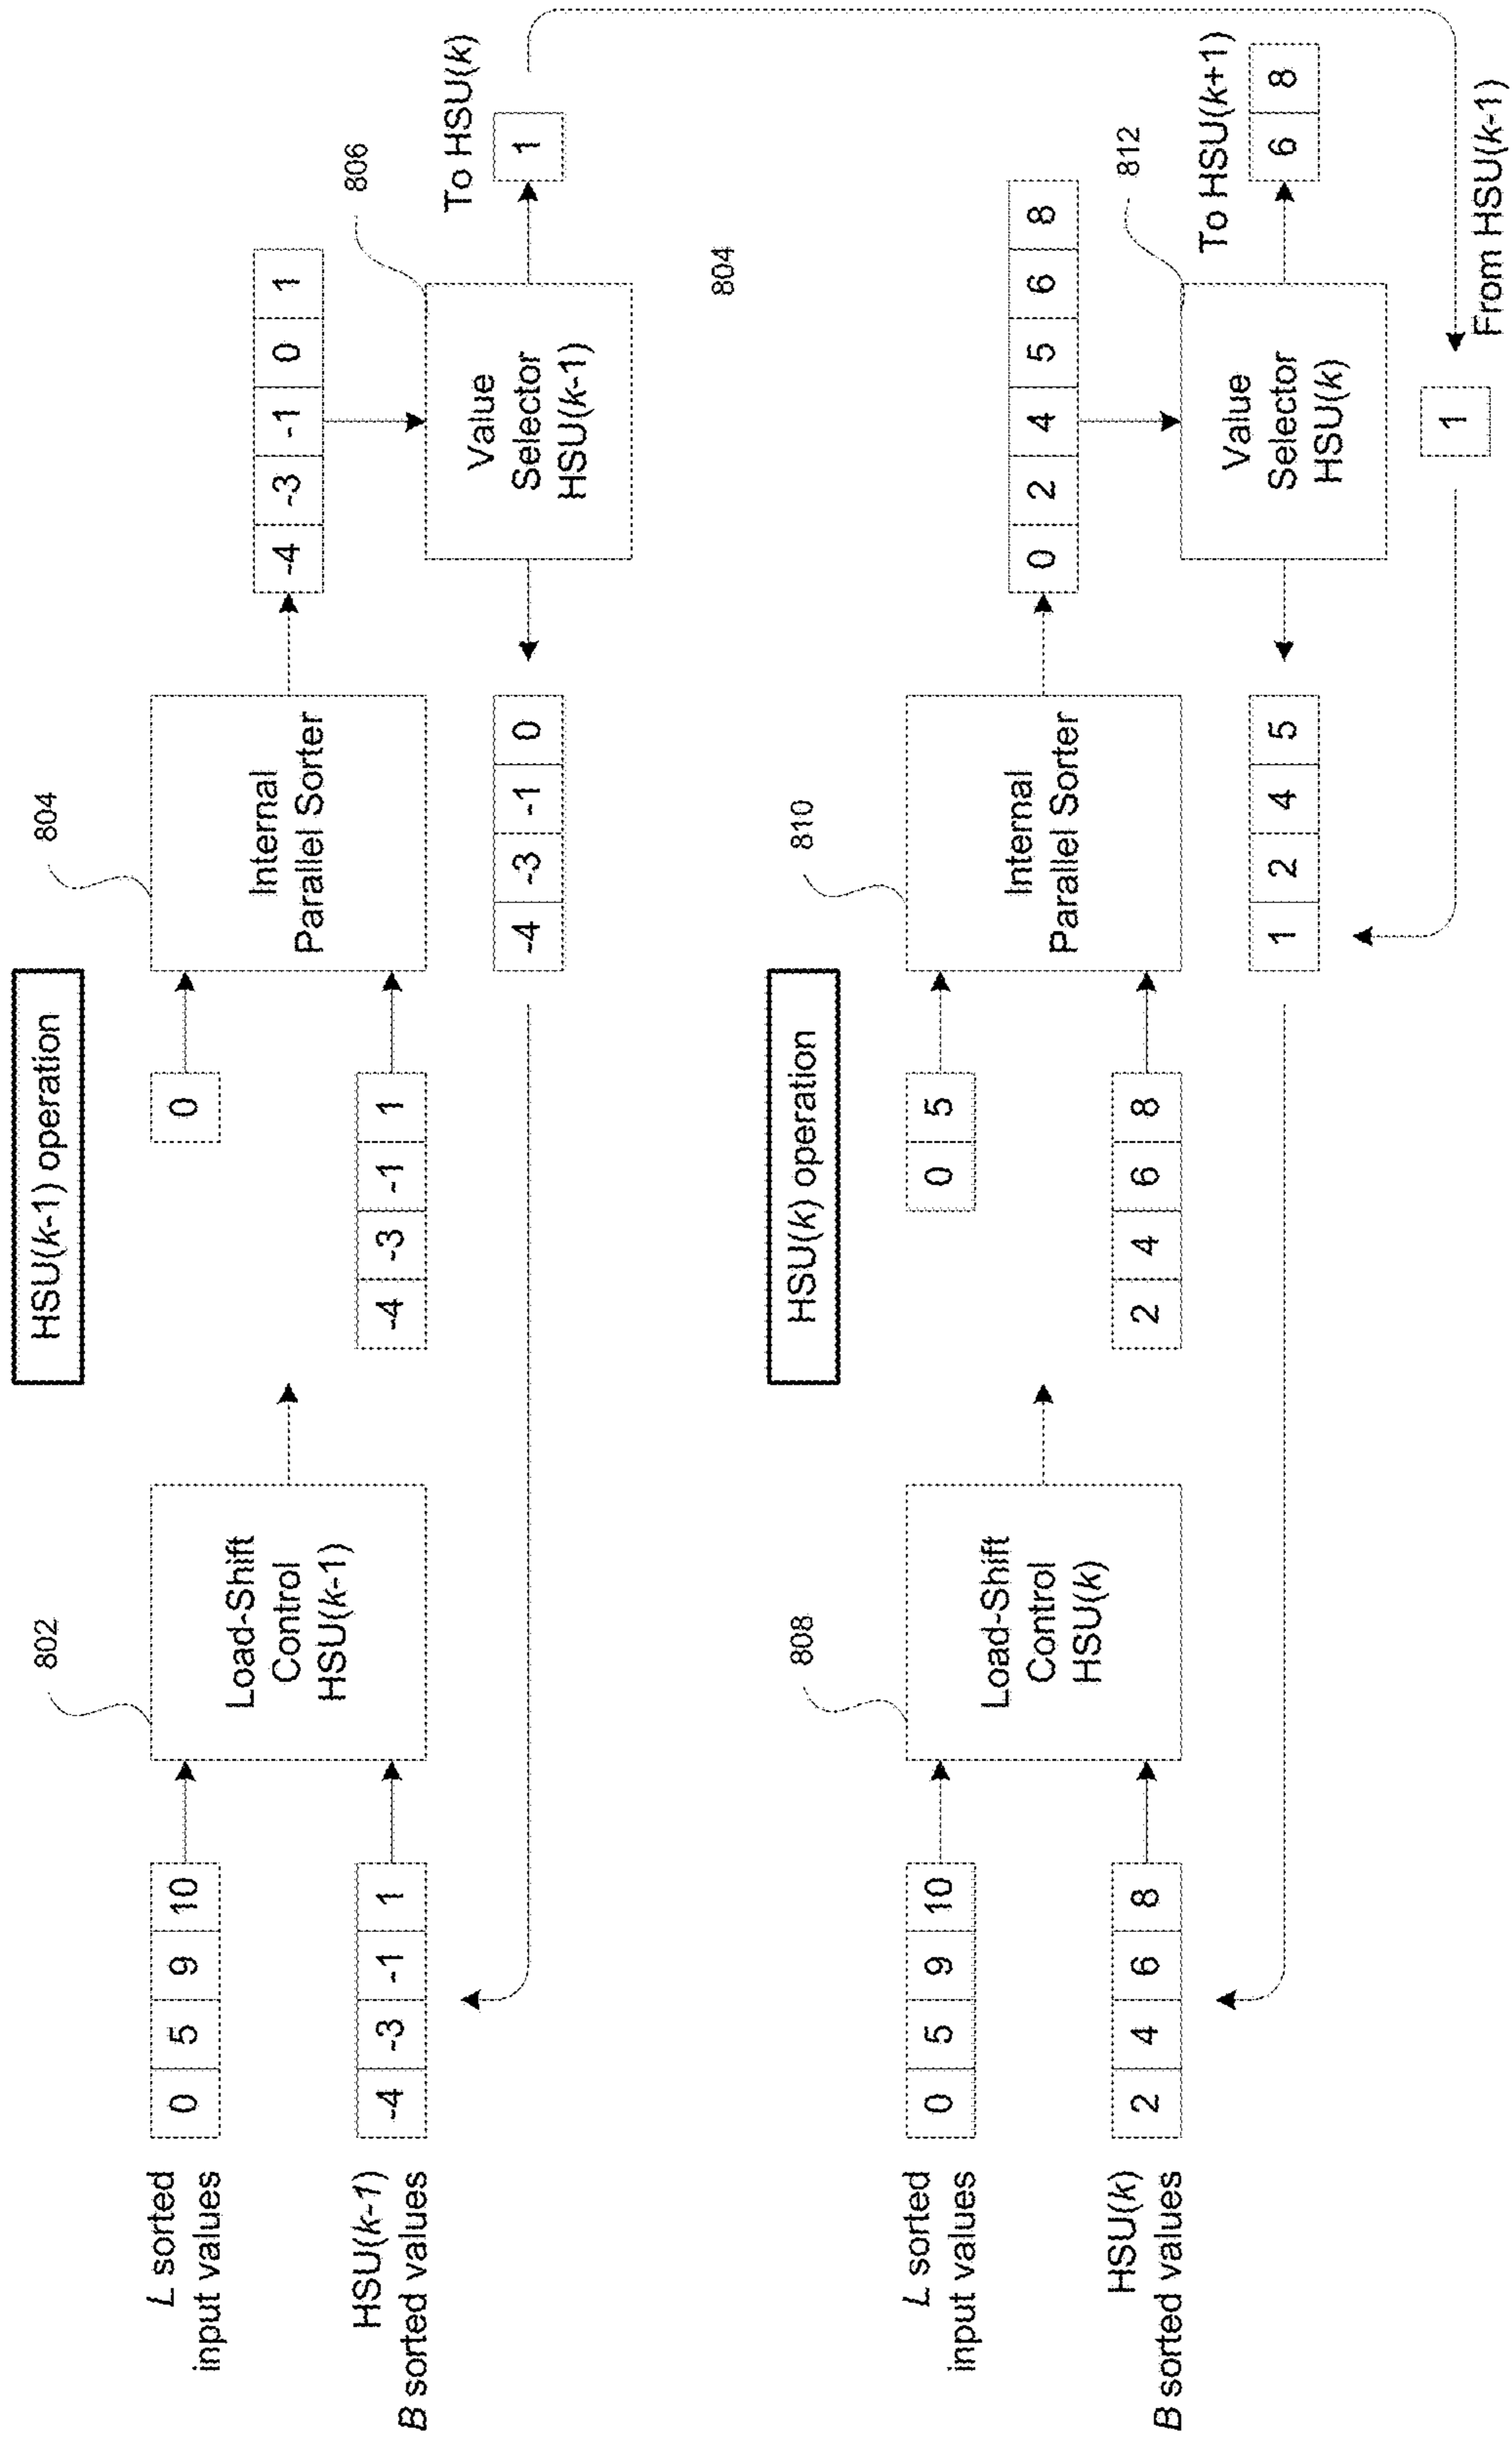 HSU(k-1) operation
L sorted
input values
0 5 9 10
HSU(k-1)
B sorted values
-4 -3 -1 1
802
Load-Shift
Control
HSU(k-1)
0
-4 -3 -1 1
804
Internal
Parallel Sorter
-4 -3 -1 0 1
806
Value
Selector
HSU(k-1)
-4 -3 -1 0
To HSU(k)
1
804
HSU(k) operation
L sorted
input values
0 5 9 10
HSU(k)
B sorted values
2 4 6 8
808
Load-Shift
Control
HSU(k)
0 5
2 4 6 8
810
Internal
Parallel Sorter
0 2 4 5 6 8
812
Value
Selector
HSU(k)
1 2 4 5
To HSU(k+1)
6 8
1
From HSU(k-1)